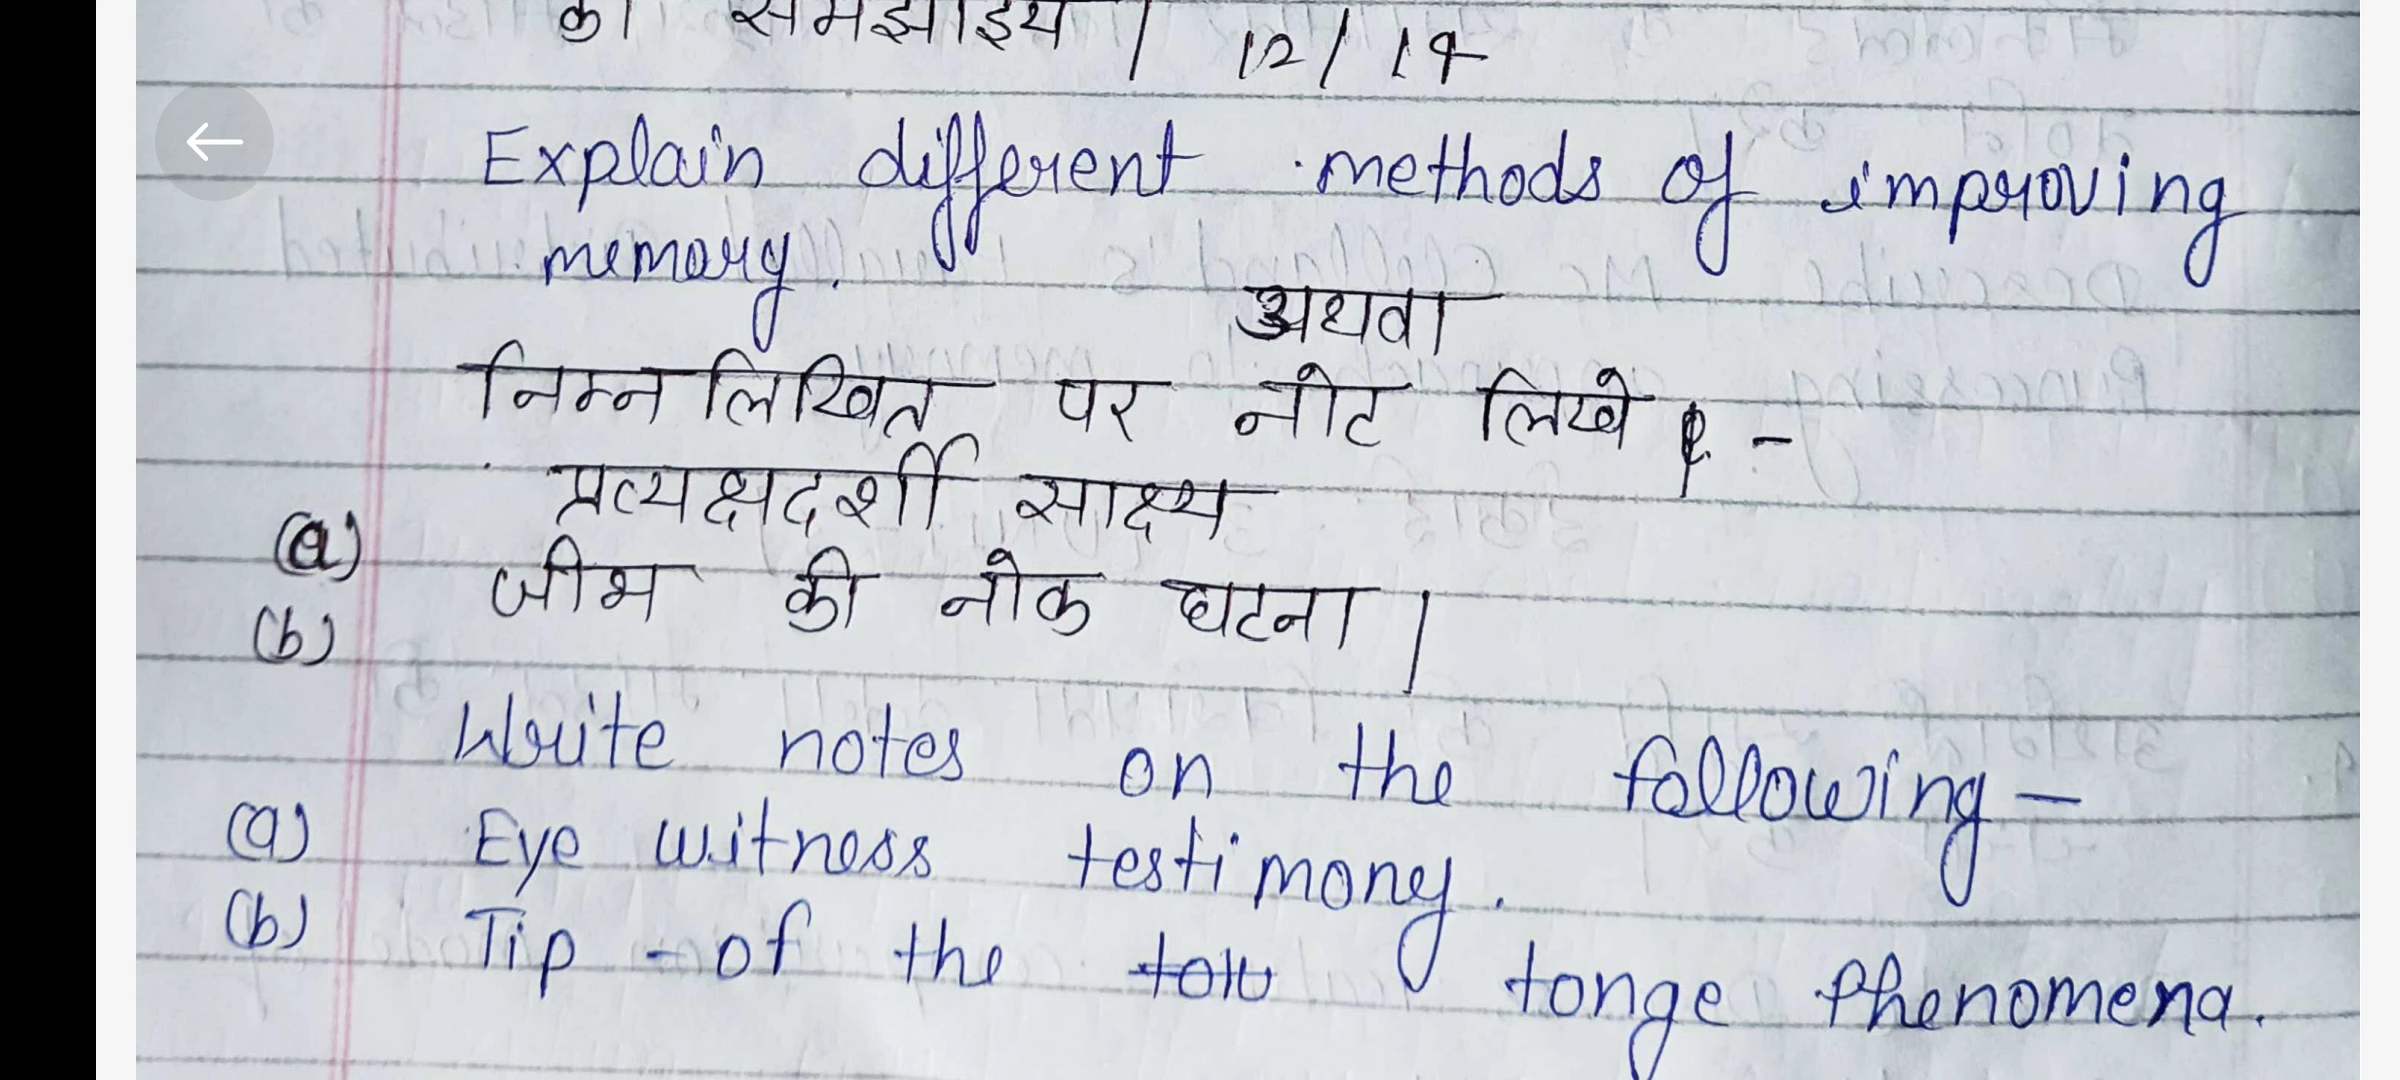 को समझाइये | 12/14
Explain different methods of improving
memory.
अथवा
निम्नलिखित पर नोट लिखे -
(a) प्रत्यक्षदर्शी साक्ष्य
(b) जीभ की नोक घटना |
Write notes on the following -
(a) Eye witness testimony.
(b) Tip - of the tonge Phenomena.